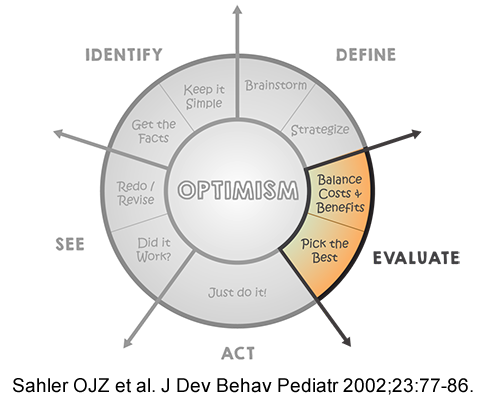 IDENTIFY
DEFINE
Keep it
Simple
Brainstorm
Get the
Facts
Strategize
OPTIMISM
Redo /
Revise
Balance
Costs &
Benefits
SEE
Did it
Work?
Pick the
Best
EVALUATE
Just do it!
ACT
Sahler OJZ et al. J Dev Behav Pediatr 2002;23:77-86.